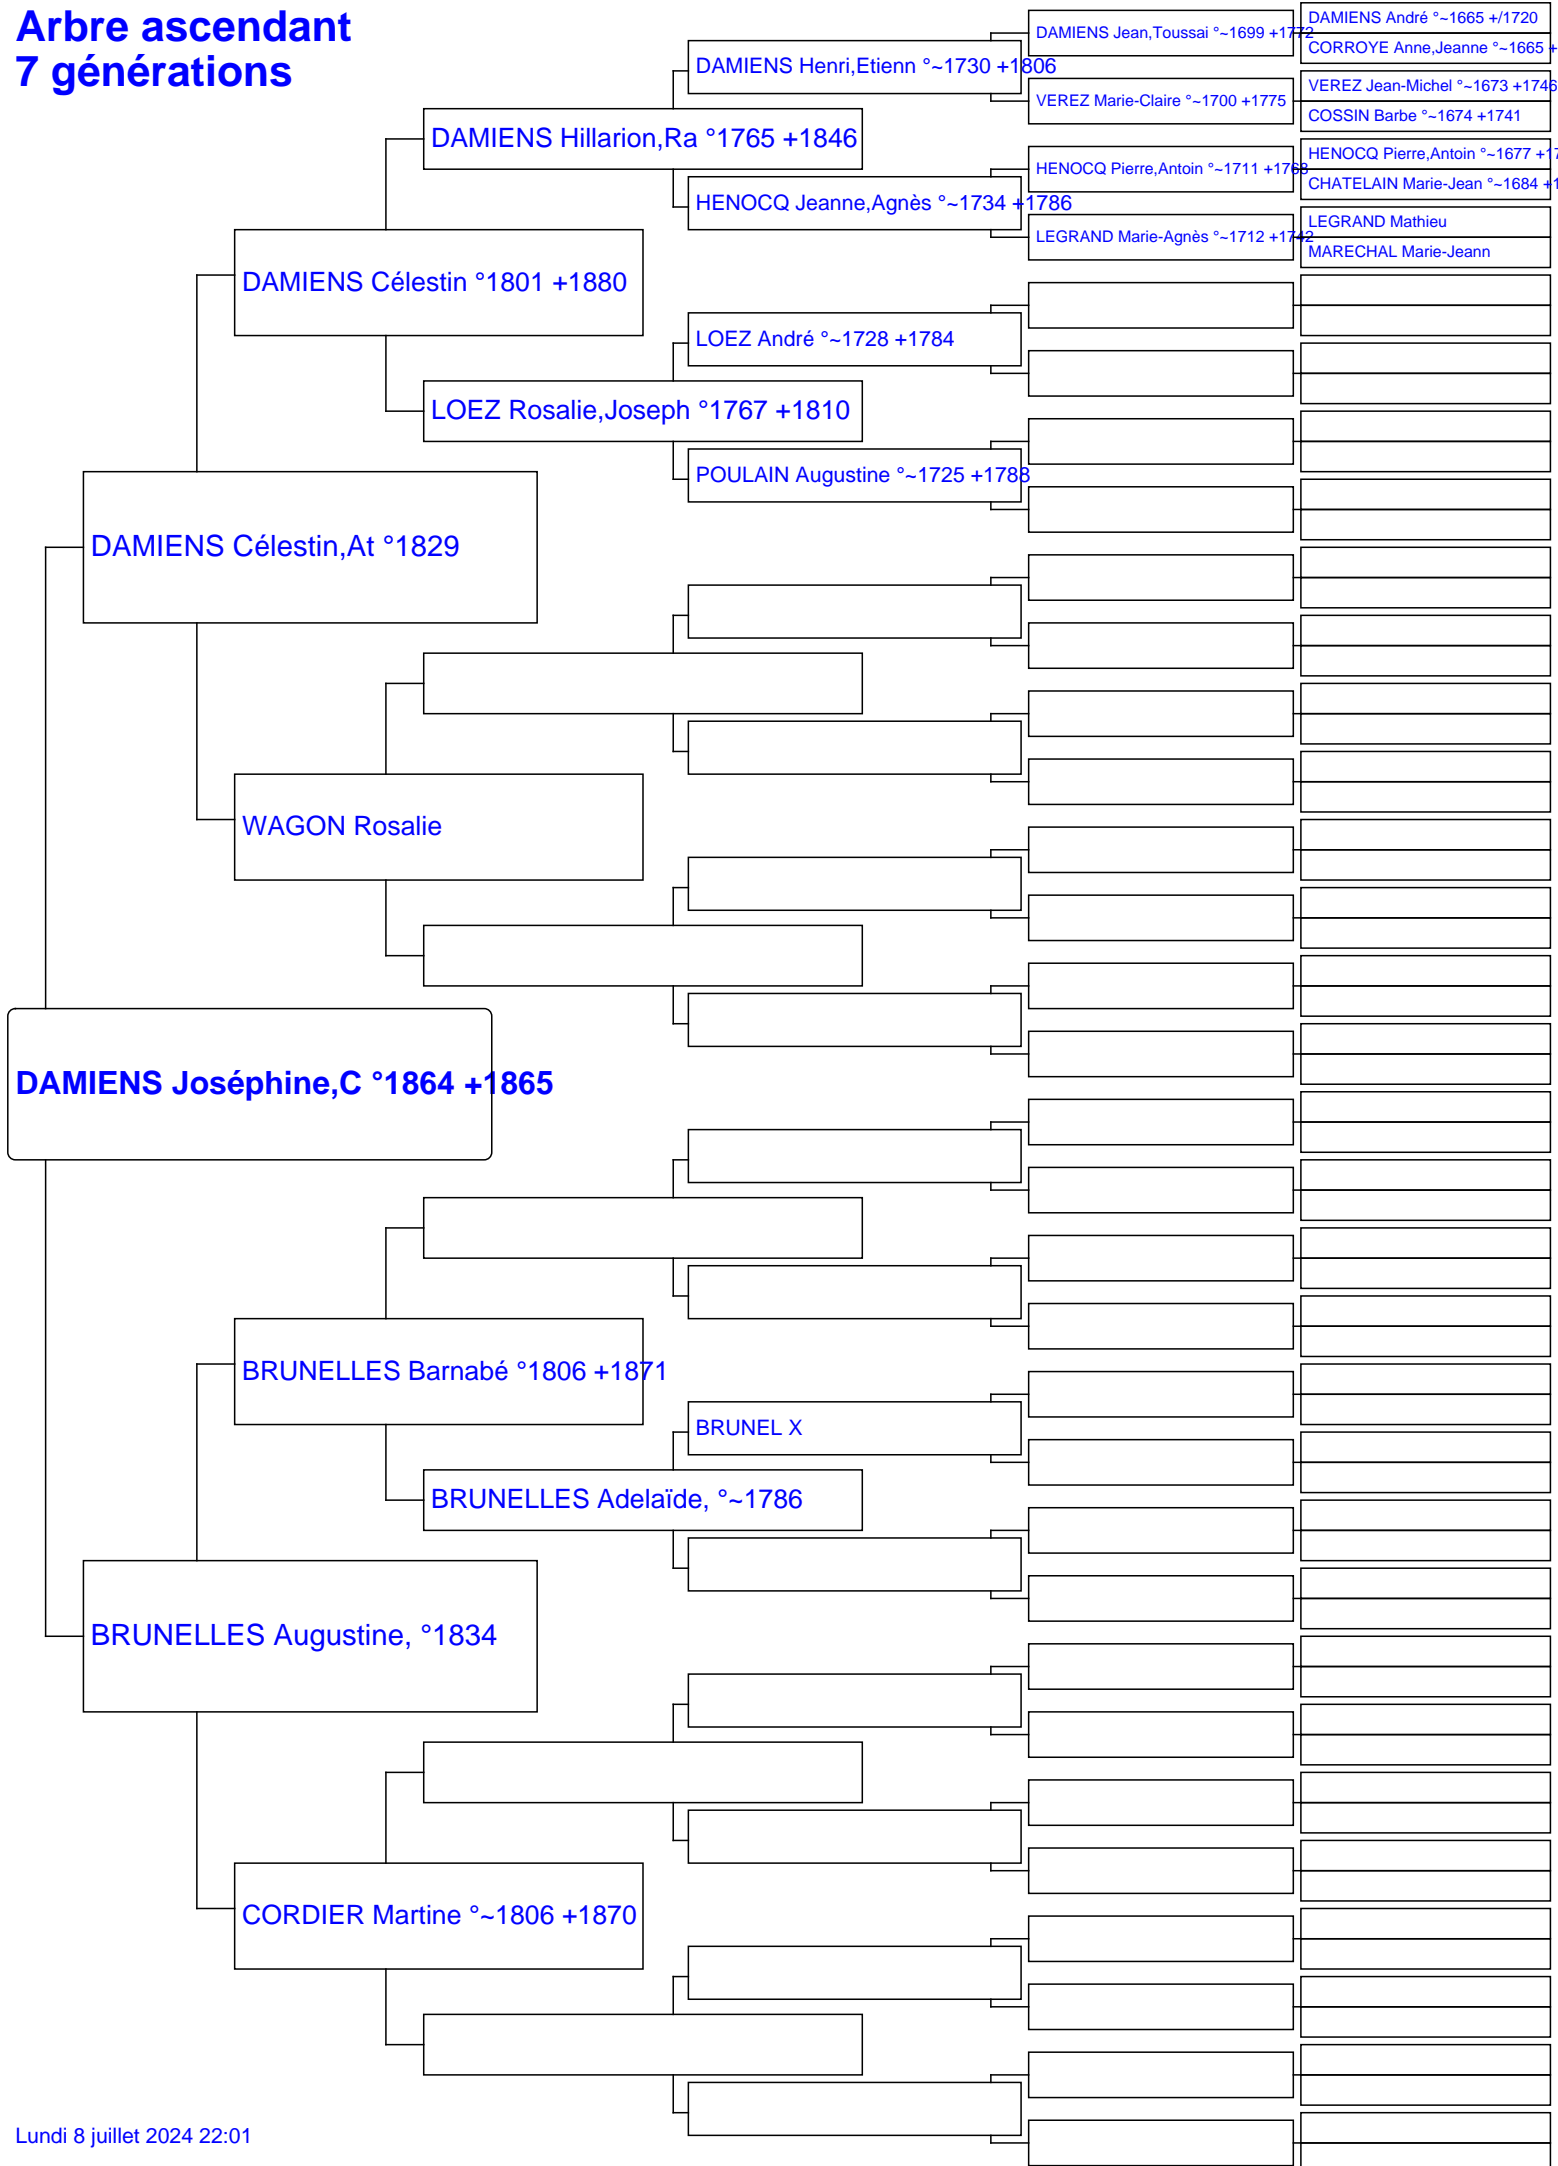 Arbre ascendant
7 générations
DAMIENS André °~1665 +/1720
DAMIENS Jean,Toussai °~1699 +1772
CORROYE Anne,Jeanne °~1665 +
DAMIENS Henri,Etienn °~1730 +1806
VEREZ Jean-Michel °~1673 +1746
VEREZ Marie-Claire °~1700 +1775
COSSIN Barbe °~1674 +1741
DAMIENS Hillarion,Ra °1765 +1846
HENOCQ Pierre,Antoin °~1677 +17
HENOCQ Pierre,Antoin °~1711 +1768
CHATELAIN Marie-Jean °~1684 +1
HENOCQ Jeanne,Agnès °~1734 +1786
LEGRAND Mathieu
LEGRAND Marie-Agnès °~1712 +1742
MARECHAL Marie-Jeann
DAMIENS Célestin °1801 +1880
LOEZ André °~1728 +1784
LOEZ Rosalie,Joseph °1767 +1810
POULAIN Augustine °~1725 +1788
DAMIENS Célestin,At °1829
WAGON Rosalie
DAMIENS Joséphine,C °1864 +1865
BRUNELLES Barnabé °1806 +1871
BRUNEL X
BRUNELLES Adelaïde, °~1786
BRUNELLES Augustine, °1834
CORDIER Martine °~1806 +1870
Lundi 8 juillet 2024 22:01